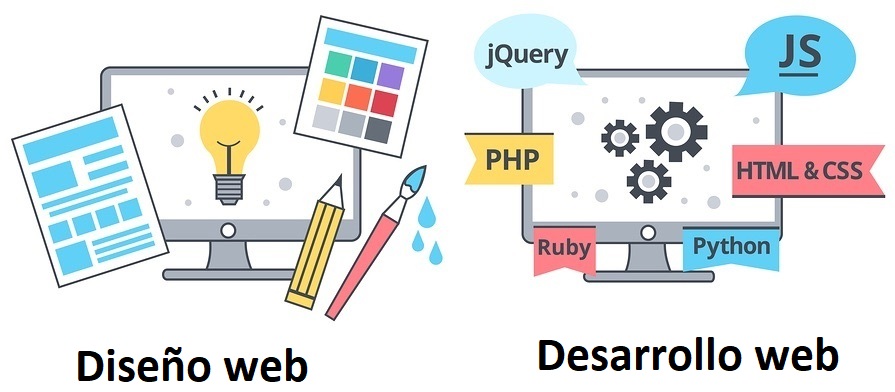 jQuery
JS
PHP
HTML & CSS
Ruby
Python
Diseño web
Desarrollo web